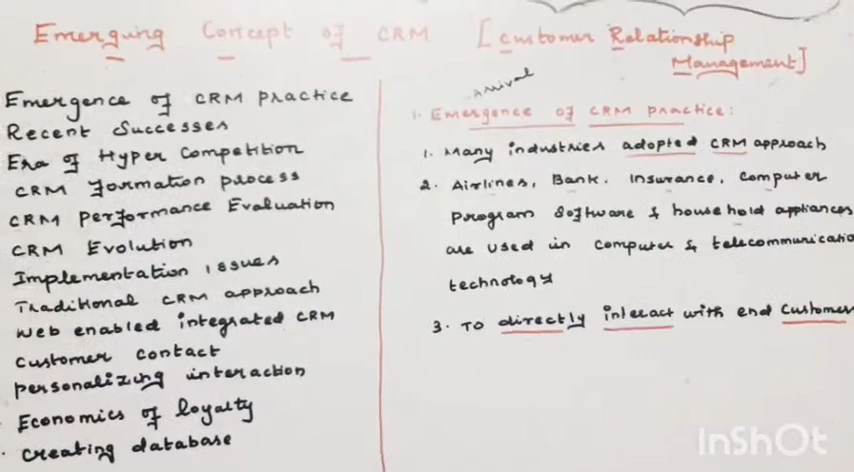 Emerging Concept of CRM [Customer Relationship
Management]
Emergence of CRM practice
Recent Successes
Era of Hyper Competition
CRM formation process
CRM performance Evaluation
CRM Evolution
Implementation issues
Traditional CRM approach
Web enabled integrated CRM
Customer contact
personalizing interaction
Economics of loyalty
creating database
Arrival
1. Emergence of CRM practice:
1. Many industries adopted CRM approach
2. Airlines, Bank, Insurance, computer
program software & household appliances
are used in computer & telecommunicatio
technology
3. To directly interact with end customer
InShOt